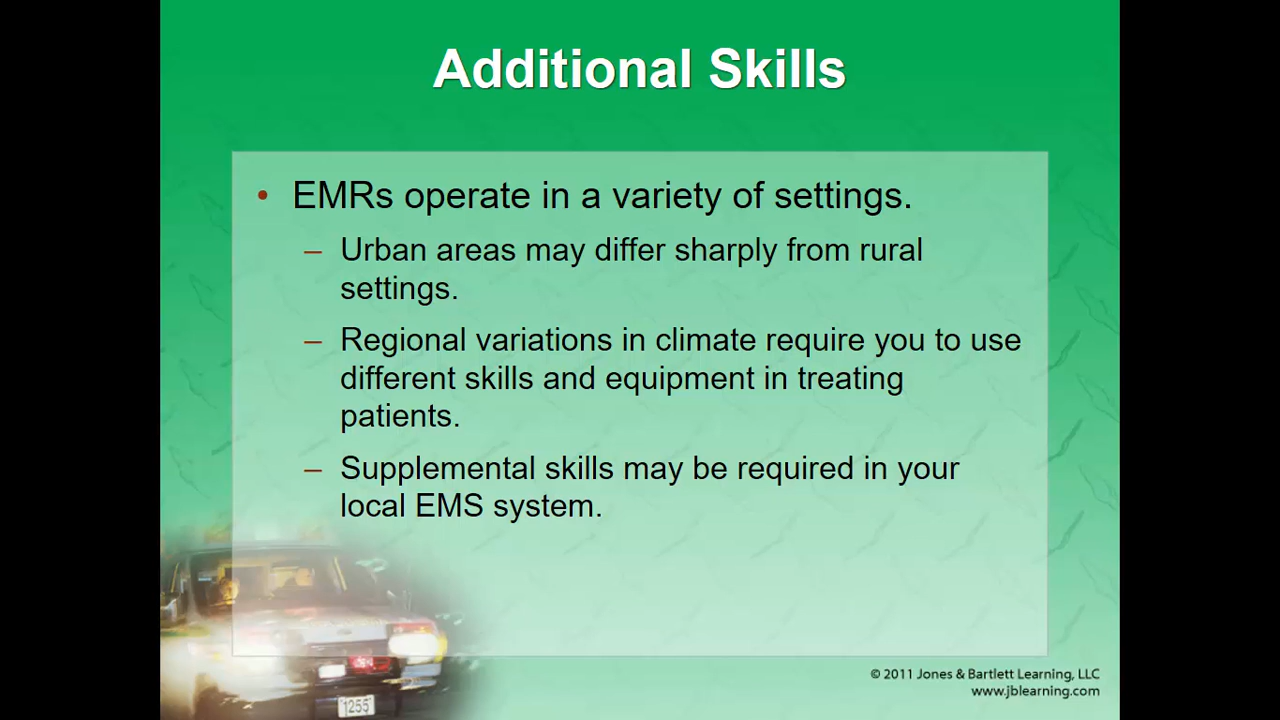 Additional Skills
• EMRs operate in a variety of settings.
– Urban areas may differ sharply from rural
settings.
– Regional variations in climate require you to use
different skills and equipment in treating
patients.
– Supplemental skills may be required in your
local EMS system.
1255
© 2011 Jones & Bartlett Learning, LLC
www.jblearning.com